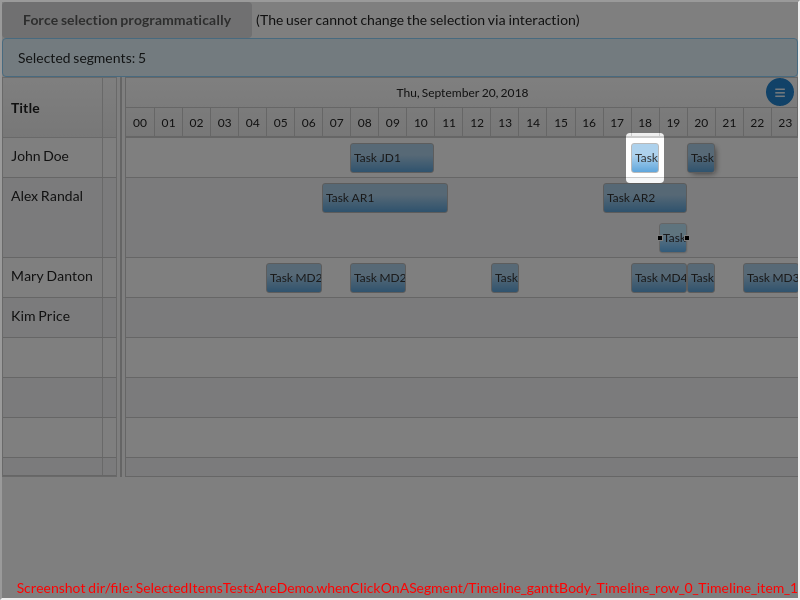 Force selection programmatically (The user cannot change the selection via interaction)
Selected segments: 5
Title
Thu, September 20, 2018
00 01 02 03 04 05 06 07 08 09 10 11 12 13 14 15 16 17 18 19 20 21 22 23
John Doe Task JD1 Task Task
Alex Randal Task AR1 Task AR2
Task
Mary Danton Task MD2 Task MD2 Task Task MD4 Task Task MD3
Kim Price
Screenshot dir/file: SelectedItemsTestsAreDemo.whenClickOnASegment/Timeline_ganttBody_Timeline_row_0_Timeline_item_1